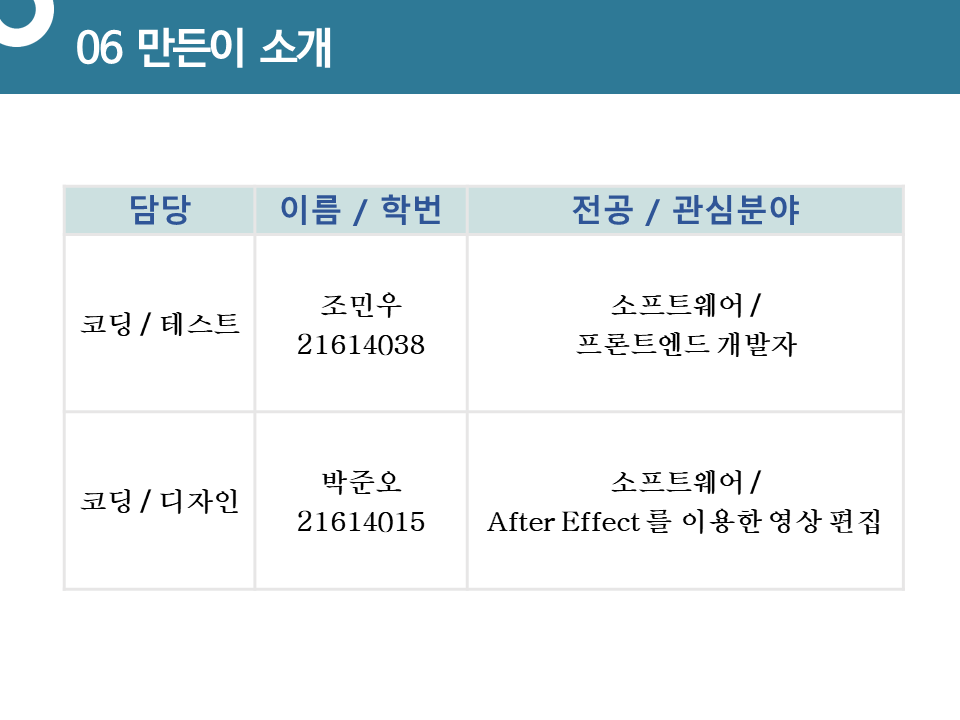 06 만든이 소개
담당
이름 / 학번
전공 / 관심분야
코딩 / 테스트
조민우
21614038
소프트웨어 /
프론트엔드 개발자
코딩 / 디자인
박준오
21614015
소프트웨어 /
After Effect 를 이용한 영상 편집